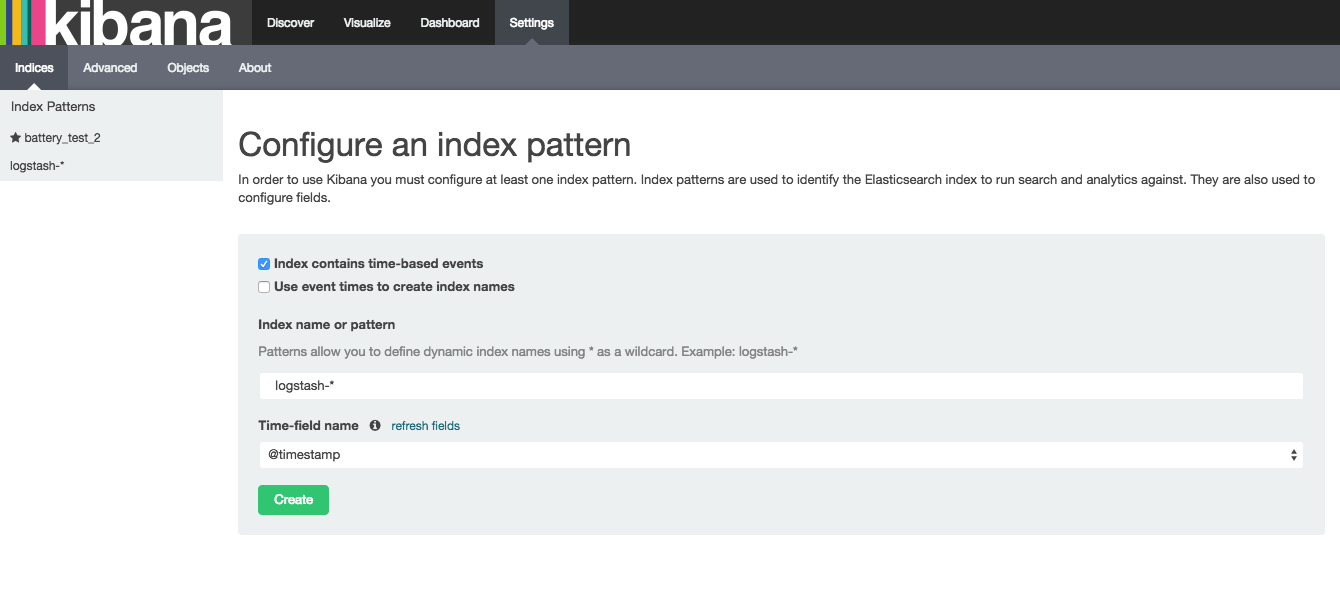 kibana
Discover
Visualize
Dashboard
Settings
Indices
Advanced
Objects
About
Index Patterns
battery_test_2
logstash-*
Configure an index pattern
In order to use Kibana you must configure at least one index pattern. Index patterns are used to identify the Elasticsearch index to run search and analytics against. They are also used to
configure fields.
Index contains time-based events
Use event times to create index names
Index name or pattern
Patterns allow you to define dynamic index names using * as a wildcard. Example: logstash-*
logstash-*
Time-field name refresh fields
@timestamp
Create